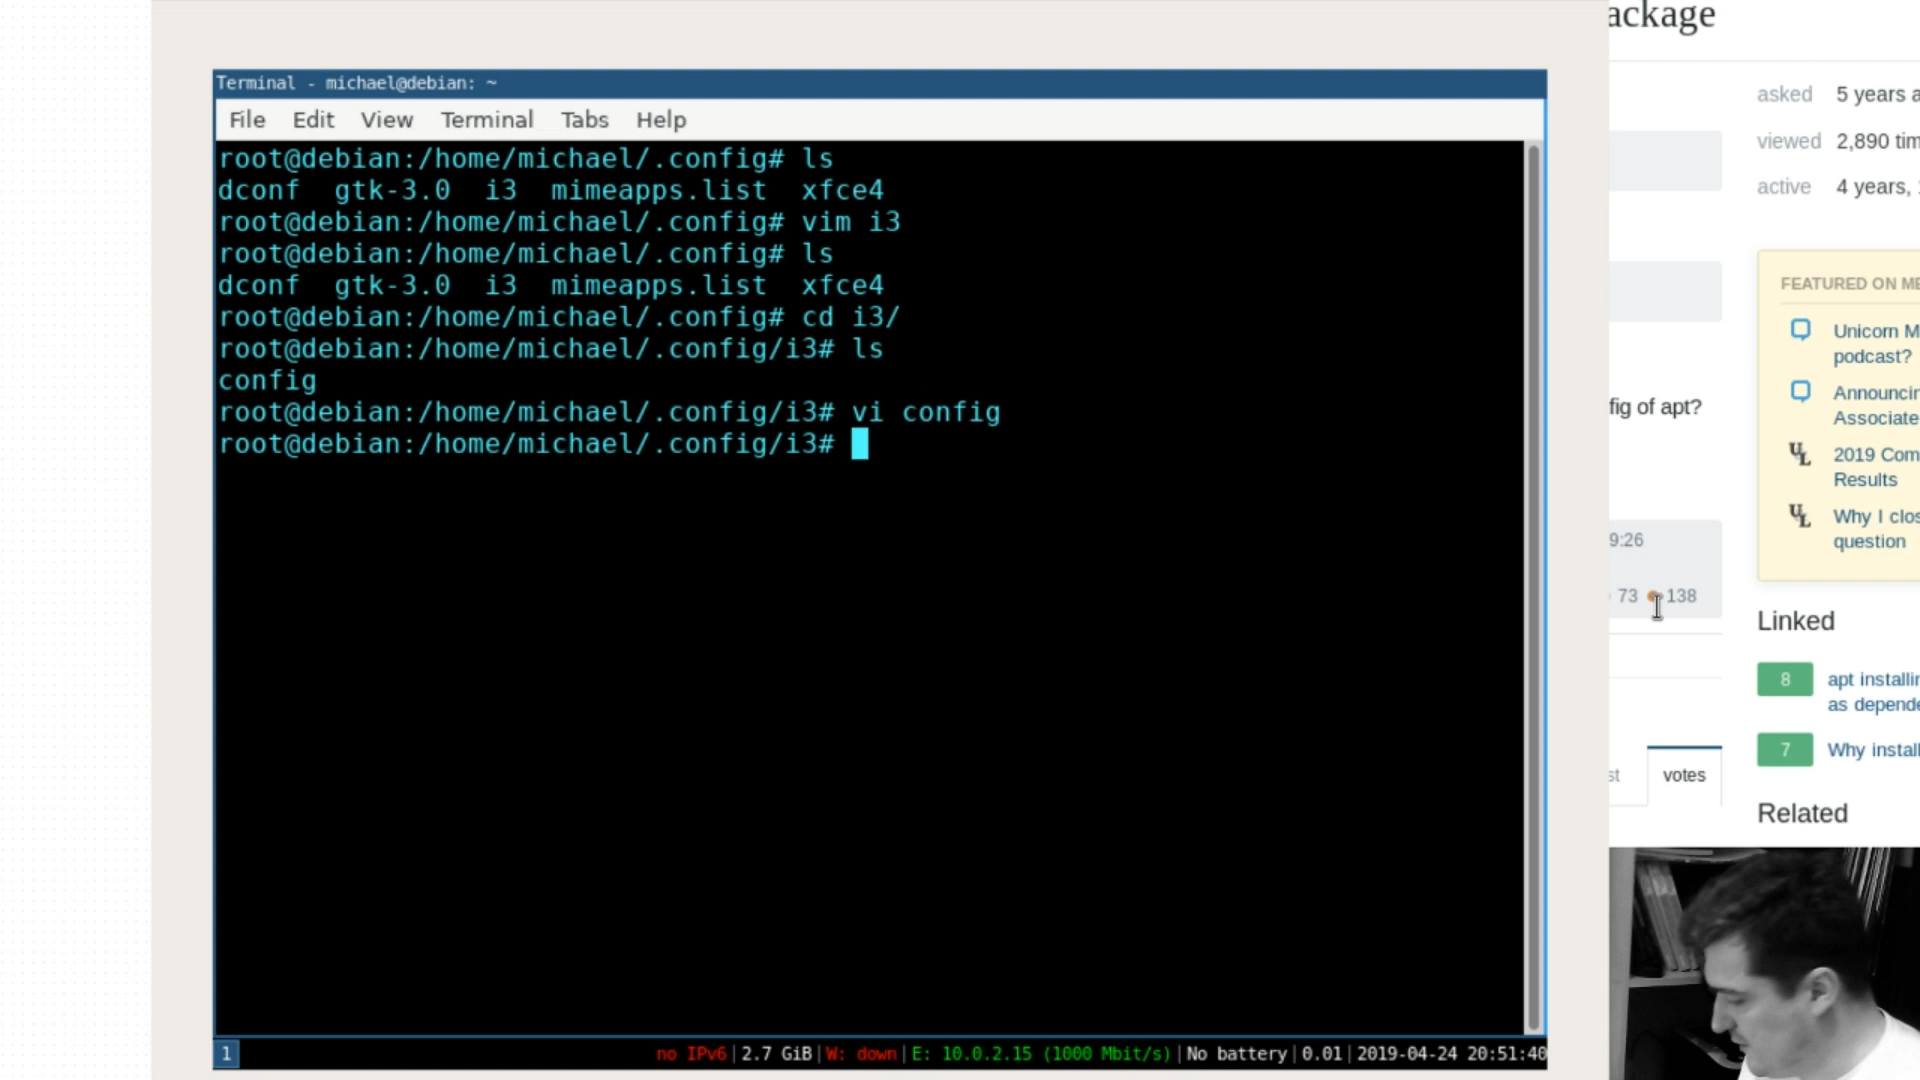 Terminal - michael@debian: ~
File Edit View Terminal Tabs Help
root@debian:/home/michael/.config# ls
dconf gtk-3.0 i3 mimeapps.list xfce4
root@debian:/home/michael/.config# vim i3
root@debian:/home/michael/.config# ls
dconf gtk-3.0 i3 mimeapps.list xfce4
root@debian:/home/michael/.config# cd i3/
root@debian:/home/michael/.config/i3# ls
config
root@debian:/home/michael/.config/i3# vi config
root@debian:/home/michael/.config/i3#
1
no IPv6|2.7 GiB|W: down|E: 10.0.2.15 (1000 Mbit/s)|No battery|0.01|2019-04-24 20:51:40
ackage
asked 5 years a
viewed 2,890 tim
active 4 years,
FEATURED ON ME
Unicorn M
podcast?
Announcin
Associate
2019 Com
Results
Why I clos
question
fig of apt?
9:26
73 138
Linked
8 apt installin
as depende
7 Why install
st votes
Related